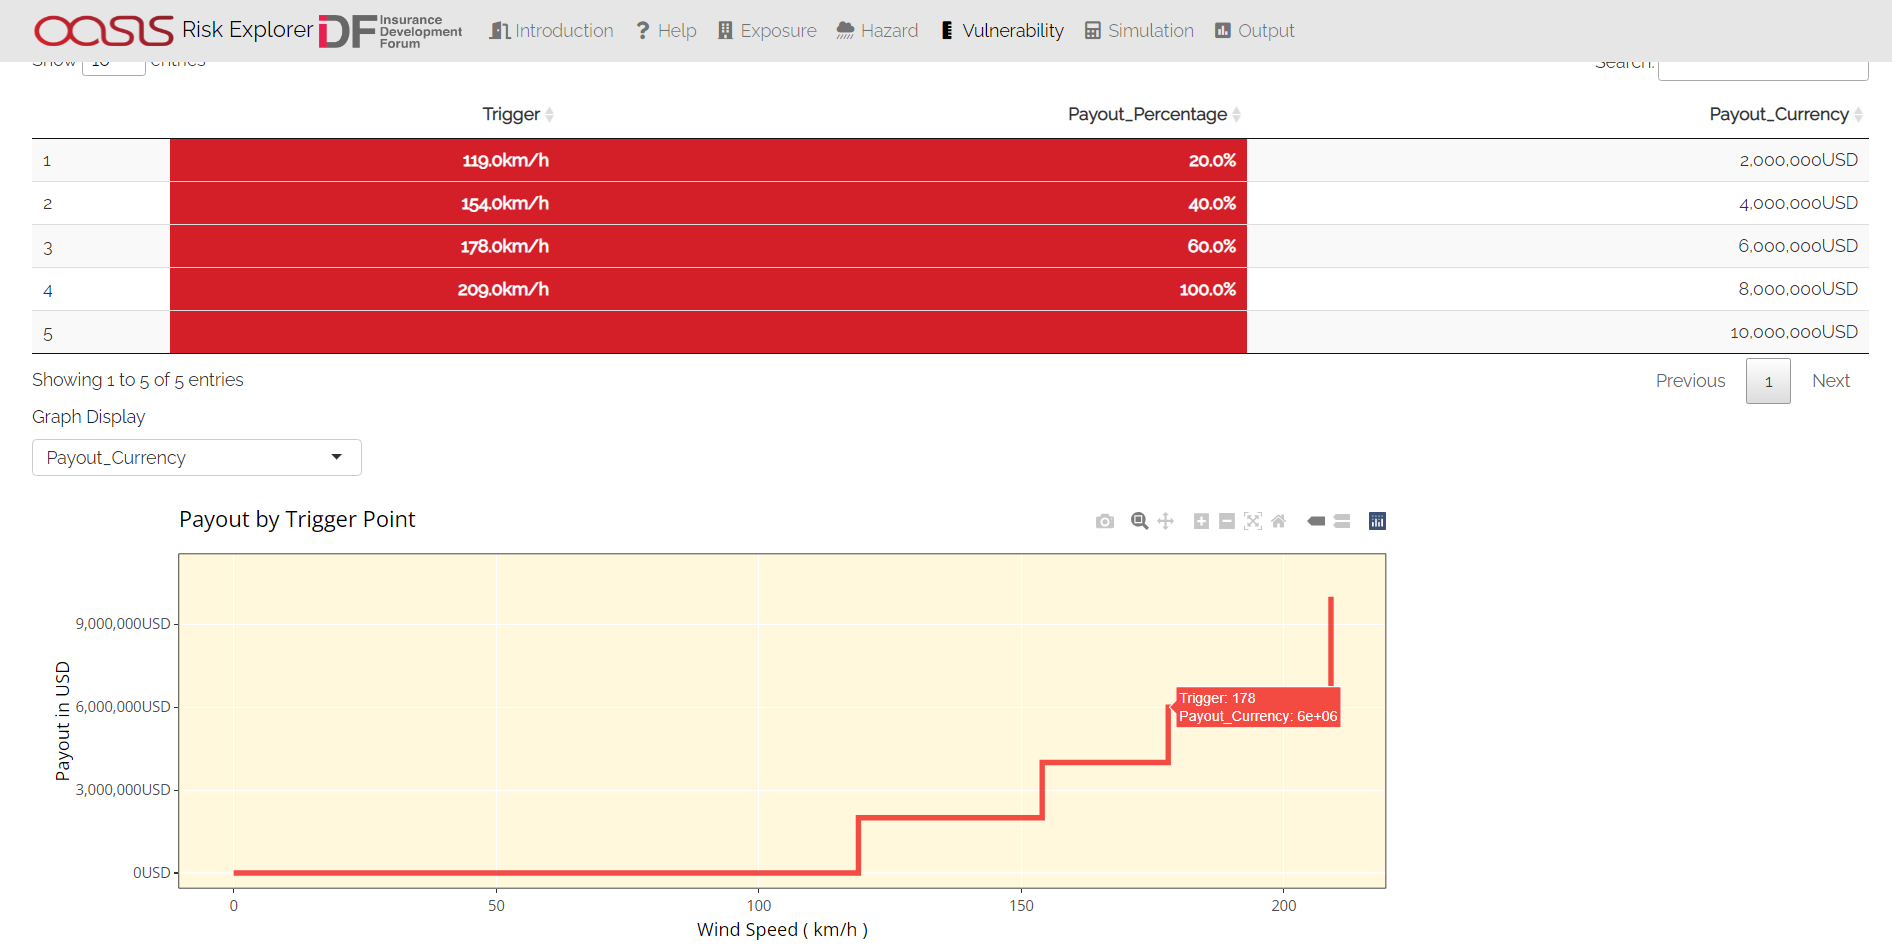 OASIS Risk Explorer IDF Insurance Development Forum Introduction ? Help Exposure Hazard Vulnerability Simulation Output
Show 10 entries Search:
Trigger Payout_Percentage Payout_Currency
1 119.0km/h 20.0% 2,000,000USD
2 154.0km/h 40.0% 4,000,000USD
3 178.0km/h 60.0% 6,000,000USD
4 209.0km/h 100.0% 8,000,000USD
5 10,000,000USD
Showing 1 to 5 of 5 entries Previous 1 Next
Graph Display
Payout_Currency
Payout by Trigger Point
Payout in USD
9,000,000USD
6,000,000USD
3,000,000USD
0USD
Trigger: 178
Payout_Currency: 6e+06
0 50 100 150 200
Wind Speed ( km/h )